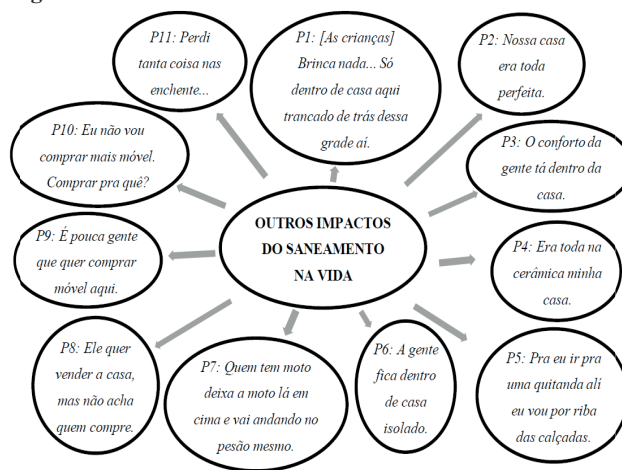 P11: Perdi
tanta coisa nas
enchente...
P1: [As crianças]
Brinca nada... Só
dentro de casa aqui
trancado de trás dessa
grade aí.
P2: Nossa casa
era toda
perfeita.
P10: Eu não vou
comprar mais móvel.
Comprar pra quê?
P3: O conforto da
gente tá dentro da
casa.
OUTROS IMPACTOS
DO SANEAMENTO
NA VIDA
P9: É pouca gente
que quer comprar
móvel aqui.
P4: Era toda na
cerâmica minha
casa.
P8: Ele quer
vender a casa,
mas não acha
quem compre.
P7: Quem tem moto
deixa a moto lá em
cima e vai andando no
pesão mesmo.
P6: A gente
fica dentro
de casa
isolado.
P5: Pra eu ir pra
uma quitanda alí
eu vou por riba
das calçadas.